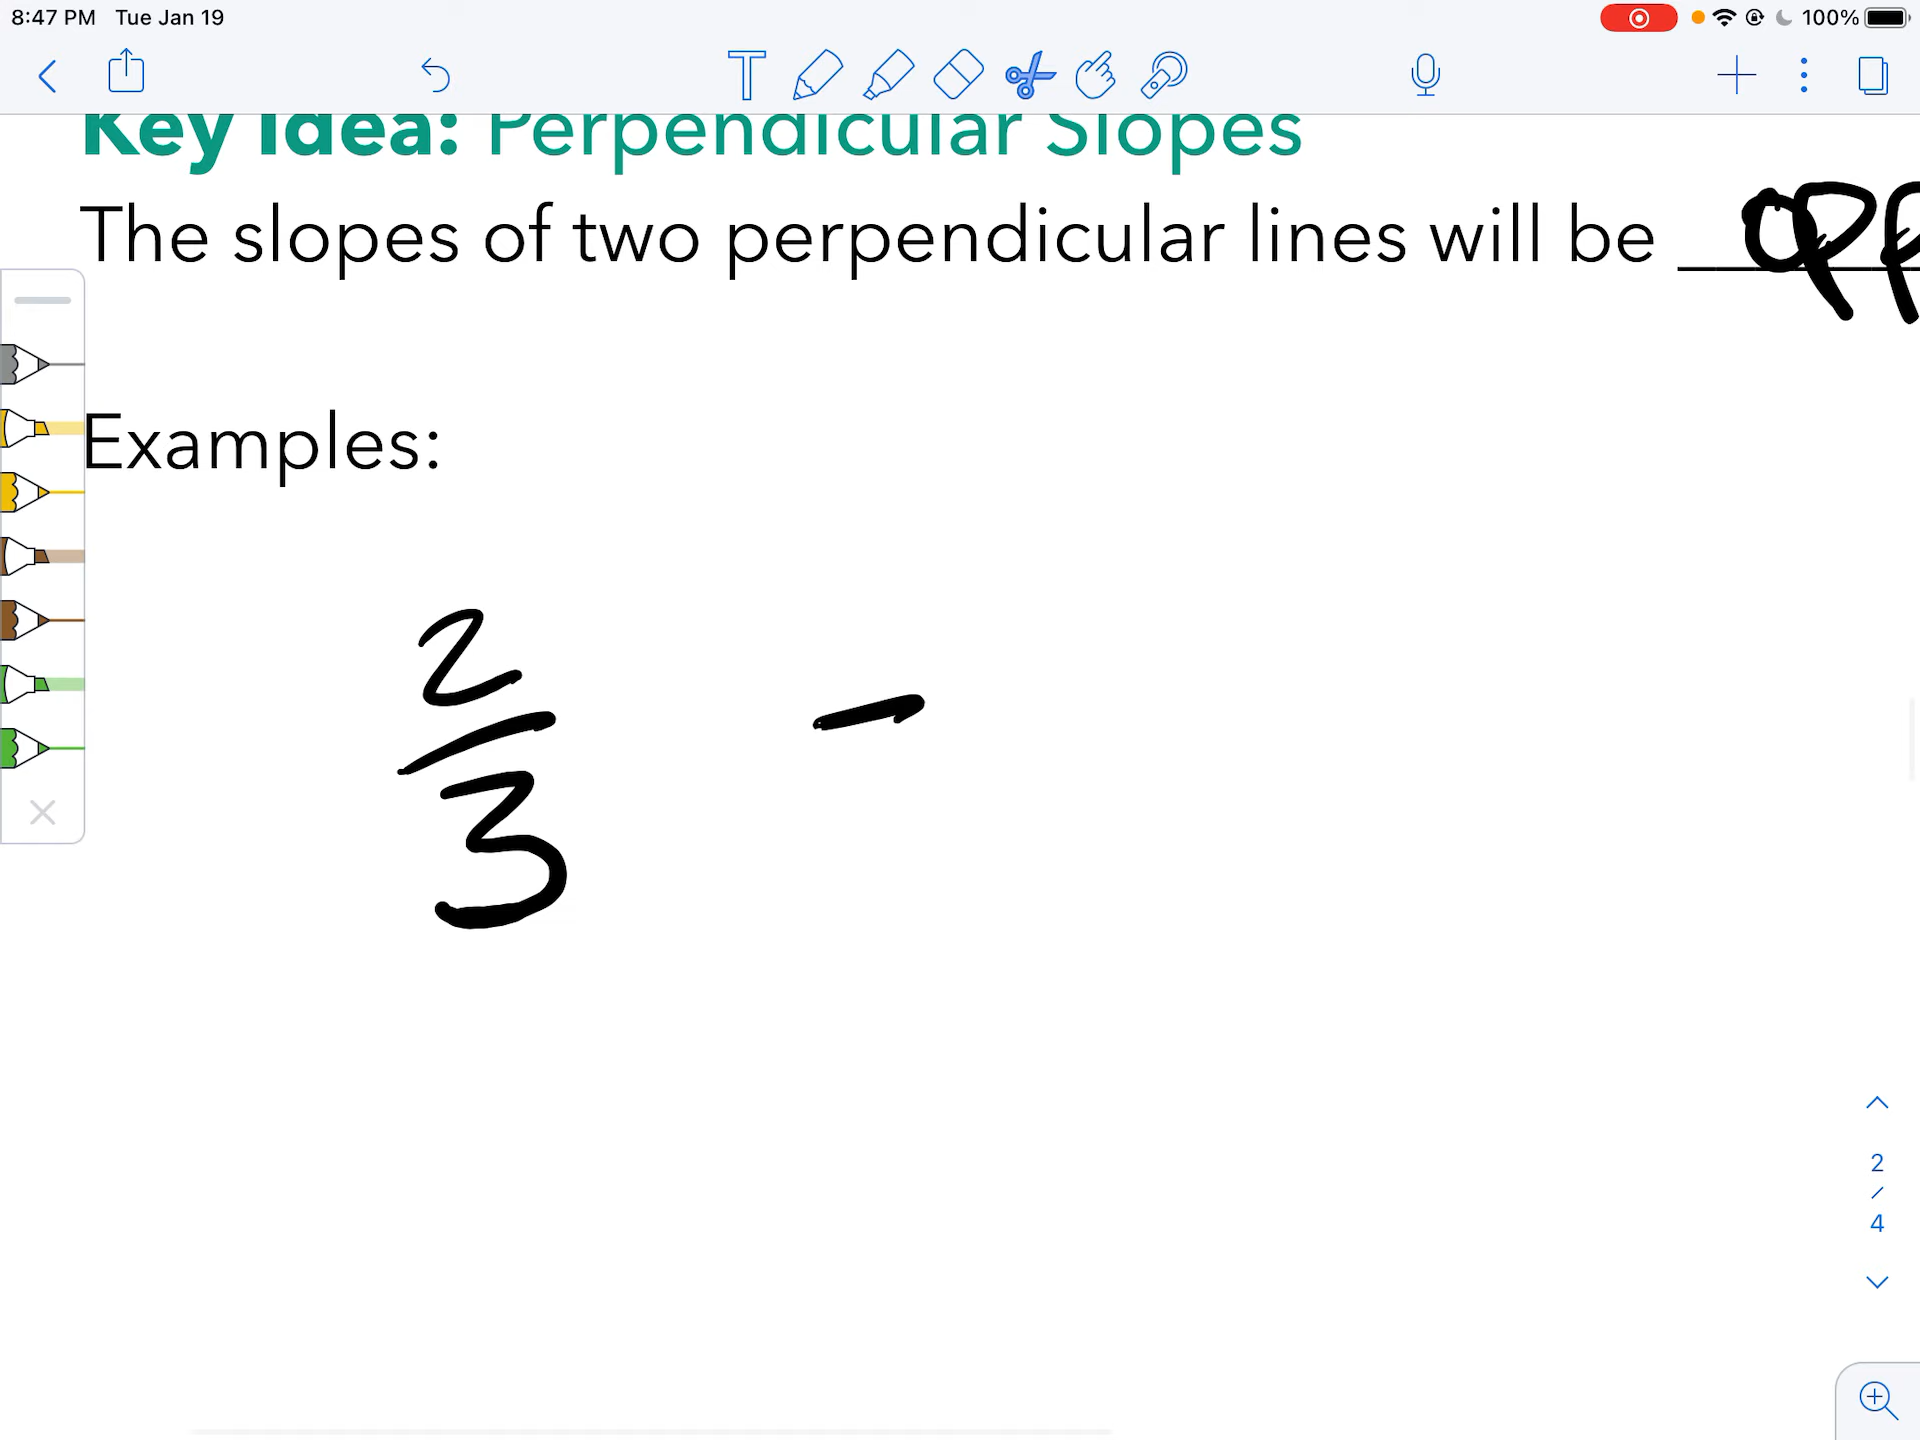 8:47 PM Tue Jan 19 100%
Key Idea: Perpendicular Slopes
The slopes of two perpendicular lines will be opp
Examples:
2
3
—
2
/
4